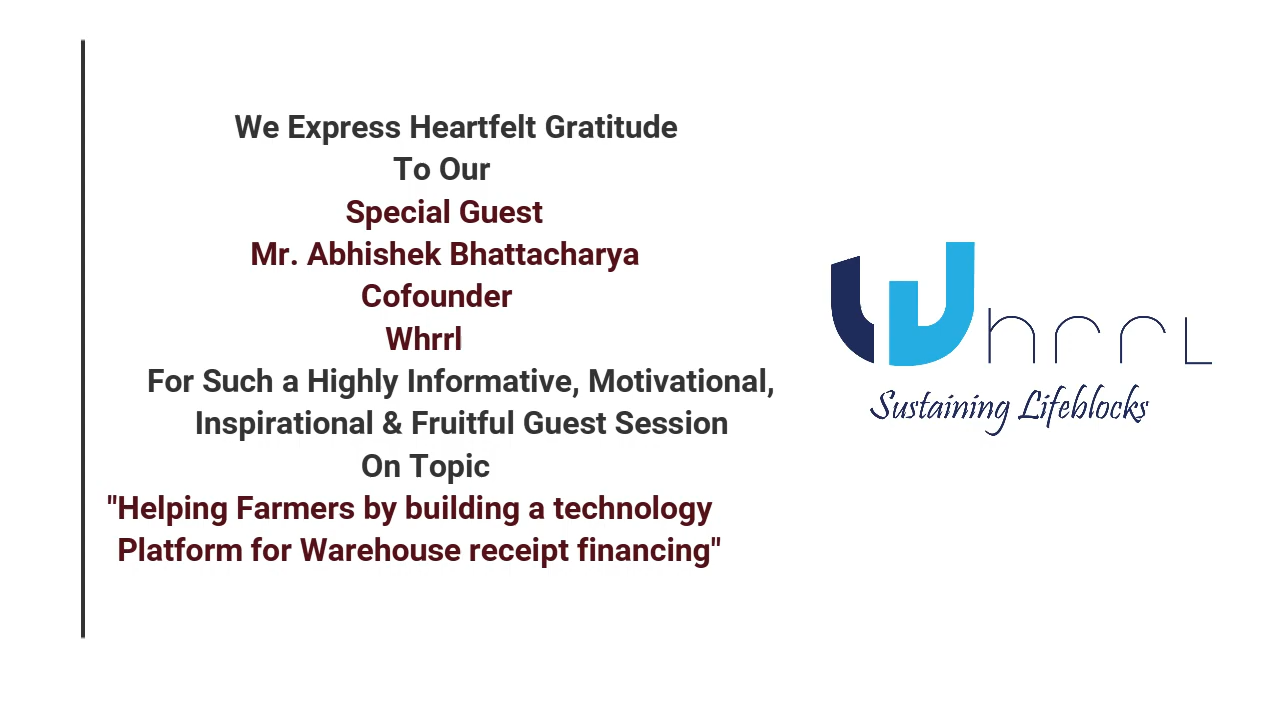 We Express Heartfelt Gratitude
To Our
Special Guest
Mr. Abhishek Bhattacharya
Cofounder
Whrrl
For Such a Highly Informative, Motivational,
Inspirational & Fruitful Guest Session
On Topic
"Helping Farmers by building a technology
Platform for Warehouse receipt financing"
WhrrL
Sustaining Lifeblocks